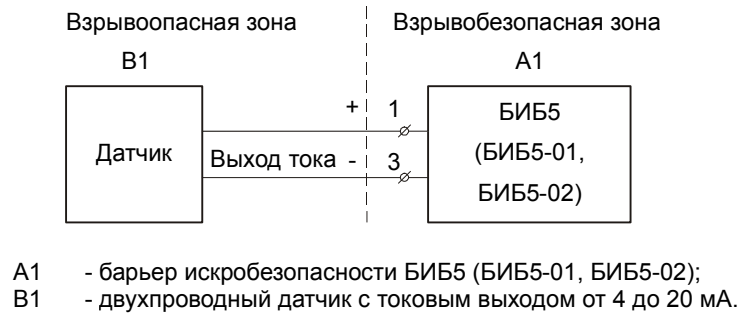 Взрывоопасная зона
Взрывобезопасная зона
В1
А1
+ 1
БИБ5
Датчик
Выход тока - 3
(БИБ5-01,
БИБ5-02)
А1 - барьер искробезопасности БИБ5 (БИБ5-01, БИБ5-02);
В1 - двухпроводный датчик с токовым выходом от 4 до 20 мА.